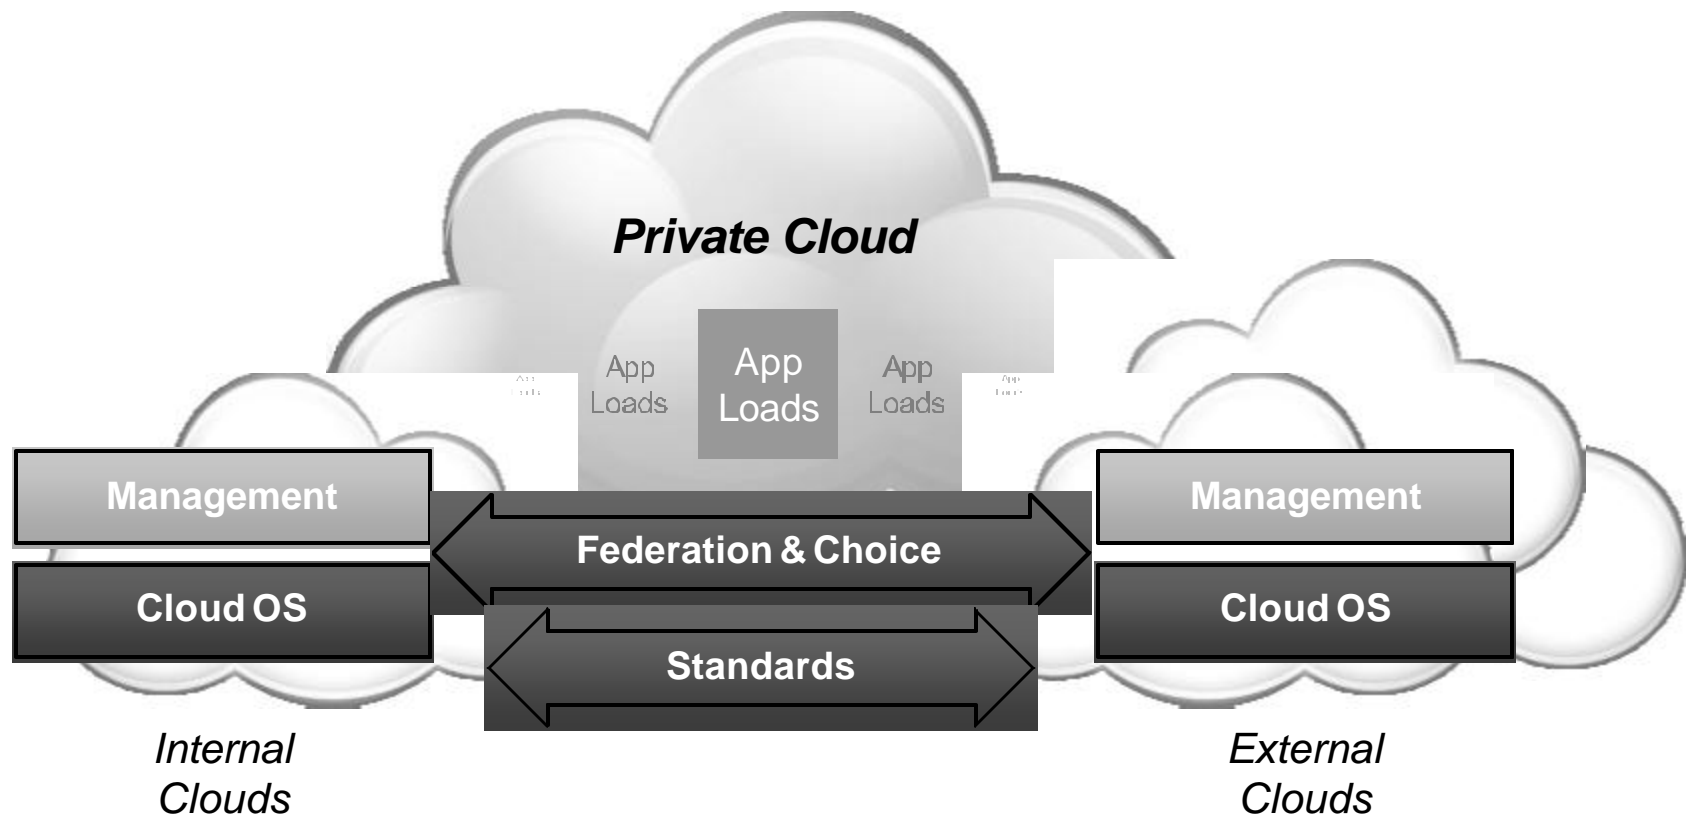 Private Cloud
App
Loads
App
Loads
App
Loads
Management
Management
Federation & Choice
Cloud OS
Cloud OS
Standards
Internal
Clouds
External
Clouds